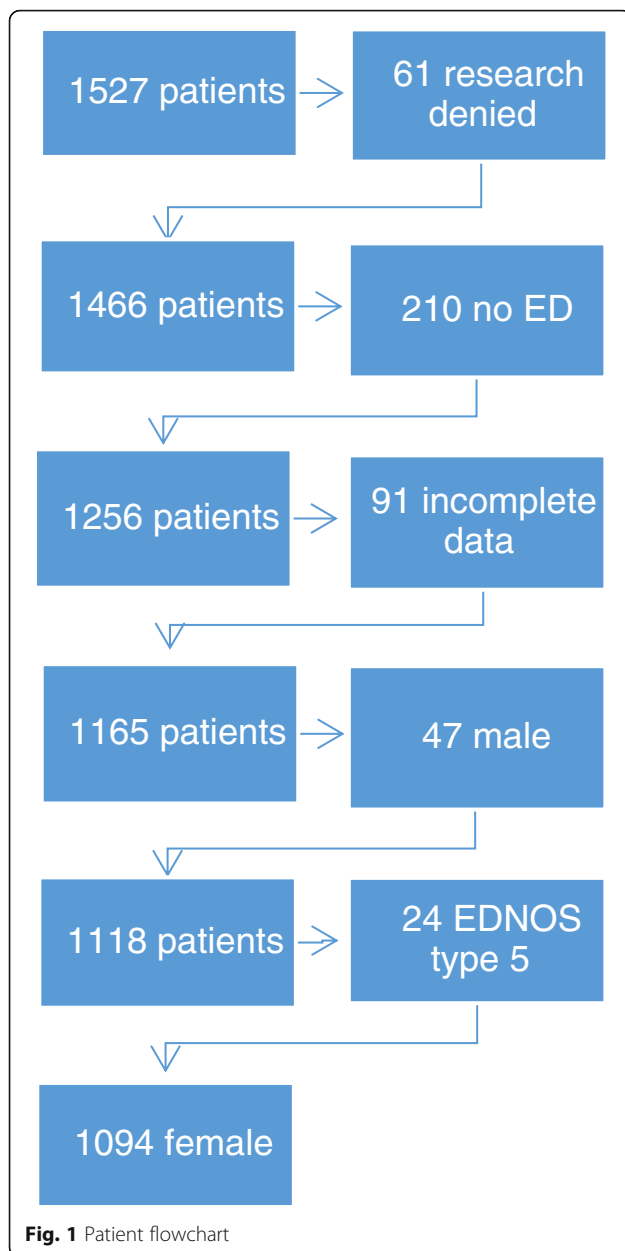 1527 patients
61 research
denied
1466 patients
210 no ED
1256 patients
91 incomplete
data
1165 patients
47 male
1118 patients
24 EDNOS
type 5
1094 female
Fig. 1 Patient flowchart